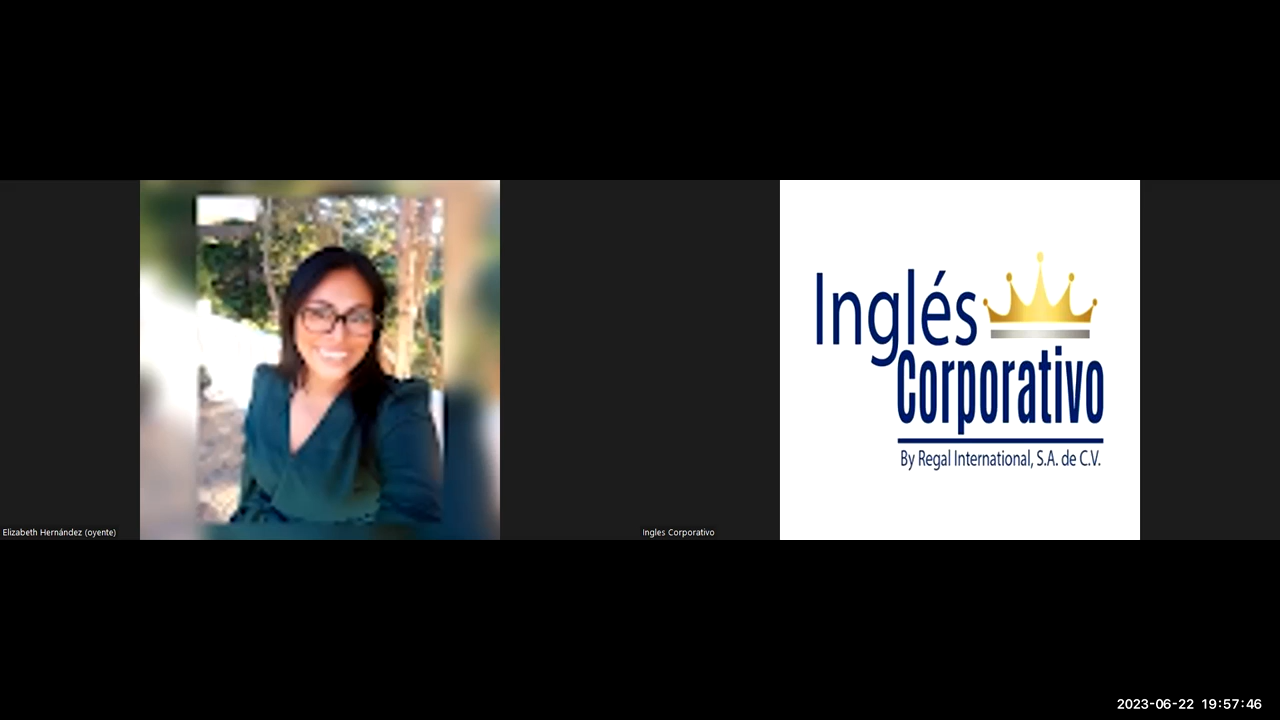 Inglés
Corporativo
By Regal International, S.A. de C.V.
Elizabeth Hernández (oyente)
Ingles Corporativo
2023-06-22 19:57:46